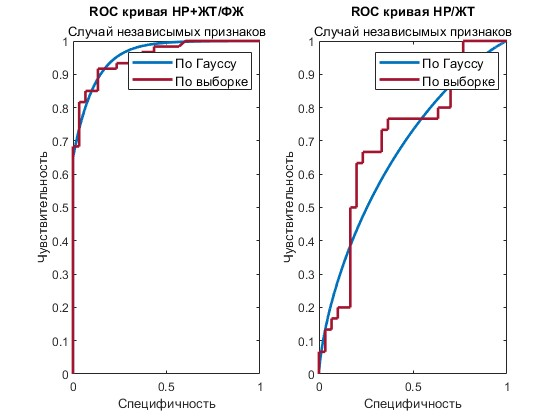 ROC кривая НР+ЖТ/ФЖ
Случай независымых признаков
По Гауссу
По выборке
1
0.9
0.8
0.7
0.6
0.5
0.4
0.3
0.2
0.1
0
Чувствительность
0
0.5
1
Специфичность
ROC кривая НР/ЖТ
Случай независымых признаков
По Гауссу
По выборке
1
0.9
0.8
0.7
0.6
0.5
0.4
0.3
0.2
0.1
0
Чувствительность
0
0.5
1
Специфичность